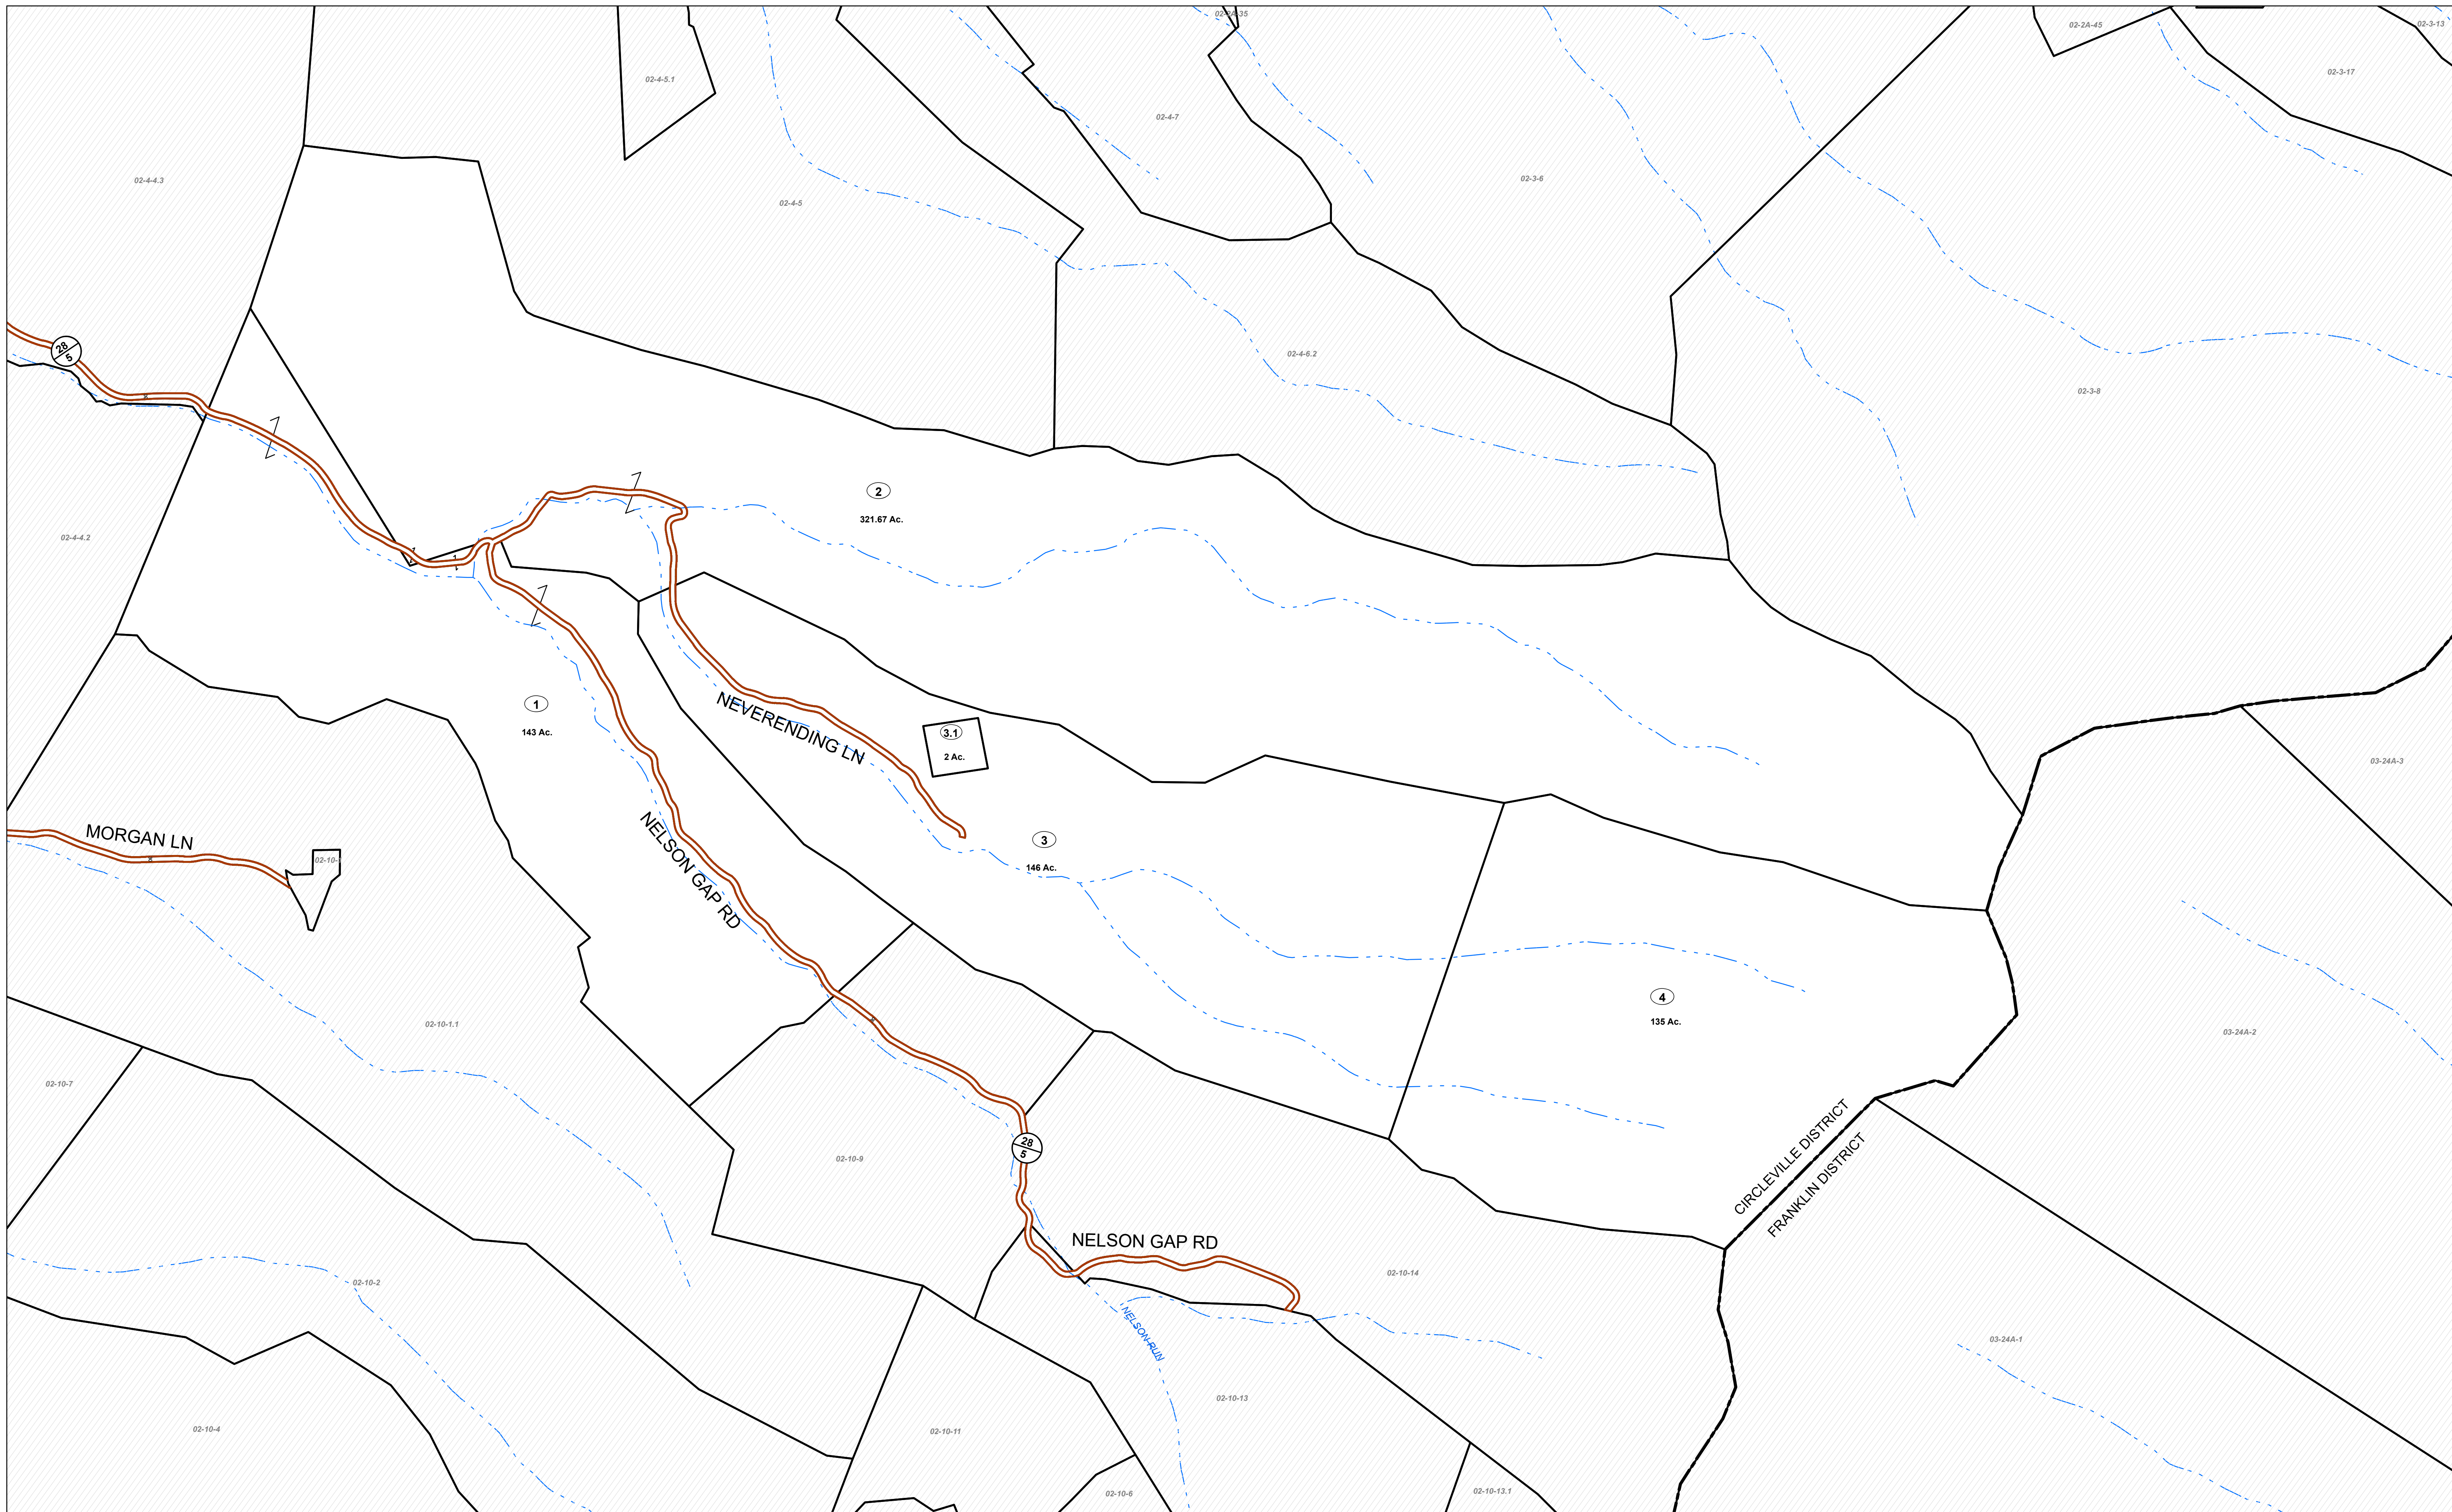 02-2A-35
02-2A-45
02-3-13
02-4-5.1
02-3-17
02-4-7
02-4-4.3
02-3-6
02-4-5
28
5
02-4-6.2
02-3-8
2
321.67 Ac.
02-4-4.2
1
143 Ac.
NEVERENDING LN
3.1
2 Ac.
03-24A-3
MORGAN LN
NELSON GAP RD
3
146 Ac.
4
135 Ac.
02-10-1.1
03-24A-2
02-10-7
CIRCLEVILLE DISTRICT
FRANKLIN DISTRICT
28
5
02-10-9
NELSON GAP RD
02-10-14
02-10-2
NELSON RUN
03-24A-1
02-10-13
02-10-4
02-10-11
02-10-6
02-10-13.1